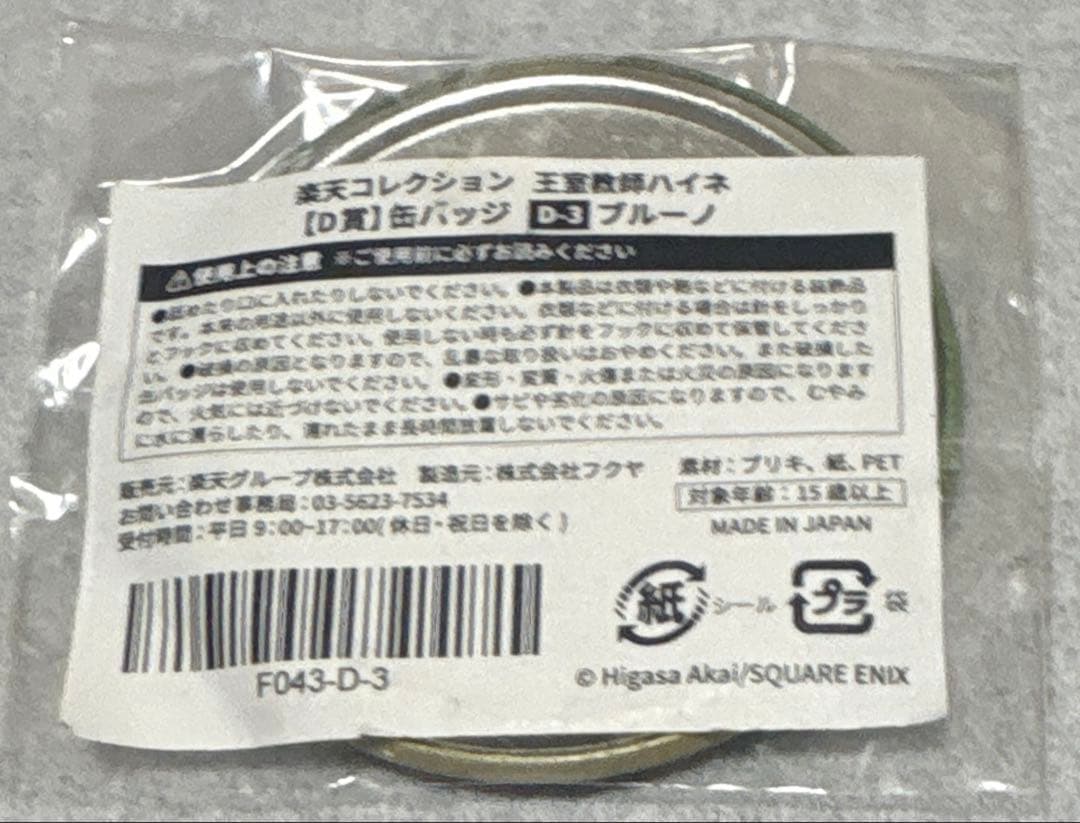 楽天コレクション 王室教師ハイネ
【D賞】缶バッジ D-3 ブルーノ
⚠使用上の注意 ※ご使用前に必ずお読みください
●舐めたり口に入れたりしないでください。●本製品は衣類や鞄などに付ける装飾品
です。本来の用途以外に使用しないください。衣類などに付ける場合は針をしっかり
とフックに収めてください。使用しない時も必ず針をフックに収めて保管してくださ
い。●破損の原因となりますので、乱暴な取り扱いはおやめください。また破損した
缶バッジは使用しないでください。●変形・変質・火傷または火災の原因になります
ので、火気には近づけないでください。●サビや劣化の原因になりますので、むやみ
に水に濡らしたり、濡れたまま長時間放置しないでください。
販売元:楽天グループ株式会社 製造元:株式会社フクヤ
お問い合わせ事務局:03-5623-7534
受付時間:平日9:00-17:00(休日・祝日を除く)
素材:ブリキ、紙、PET
対象年齢:15歳以上
MADE IN JAPAN
紙 シール プラ 袋
F043-D-3
© Higasa Akai/SQUARE ENIX